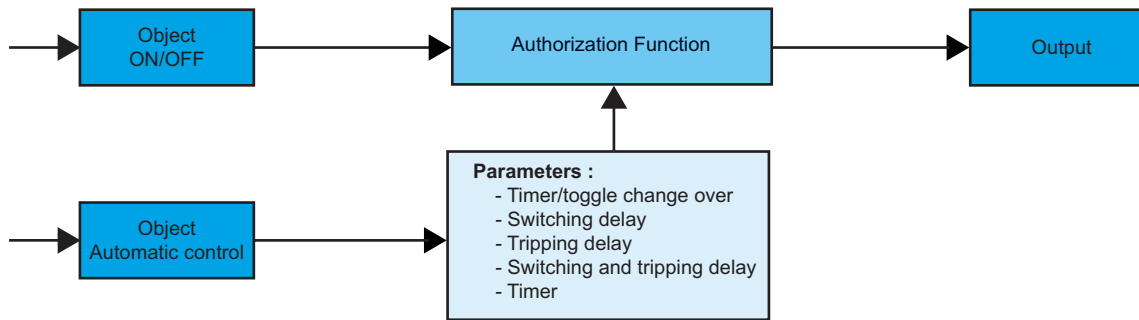 Object
ON/OFF
Authorization Function
Output
Parameters :
- Timer/toggle change over
- Switching delay
- Tripping delay
- Switching and tripping delay
- Timer
Object
Automatic control